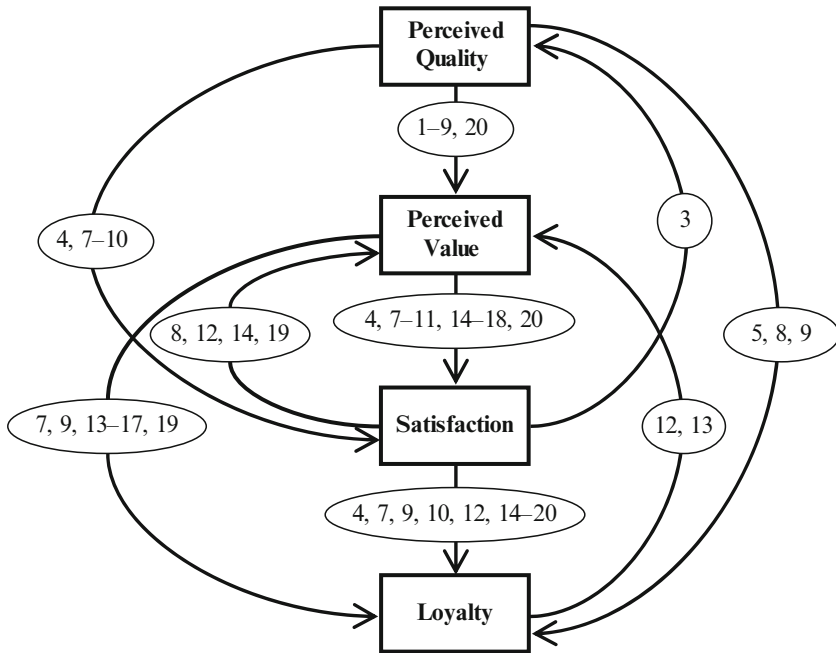 Perceived
Quality
1–9, 20
3
Perceived
Value
4, 7–10
8, 12, 14, 19
4, 7–11, 14–18, 20
5, 8, 9
Satisfaction
7, 9, 13–17, 19
12, 13
4, 7, 9, 10, 12, 14–20
Loyalty